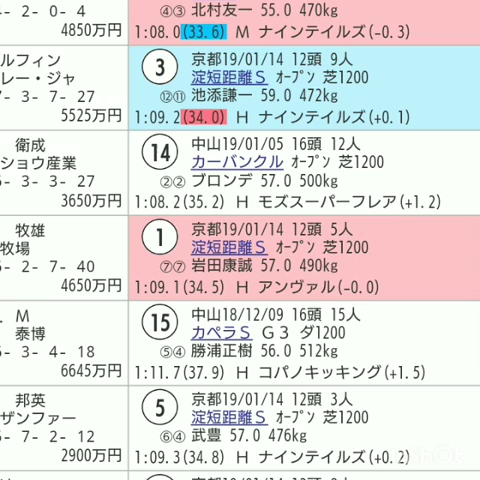 - 2- 0- 4
4850万円
④③ 北村友一 55.0 470kg
1:08.0(33.6) M ナインテイルズ(-0.3)
ルフィン
レー・ジャ
- 3- 7- 27
5525万円
3 京都19/01/14 12頭 9人
淀短距離S オープン 芝1200
⑫⑪ 池添謙一 59.0 472kg
1:09.2(34.0) H ナインテイルズ(+0.1)
衛成
ショウ産業
- 3- 3- 27
3650万円
14 中山19/01/05 16頭 12人
カーバンクル オープン 芝1200
②② ブロンデ 57.0 500kg
1:08.2(35.2) H モズスーパーフレア(+1.2)
牧雄
牧場
- 2- 7- 40
4650万円
1 京都19/01/14 12頭 5人
淀短距離S オープン 芝1200
⑦⑦ 岩田康誠 57.0 490kg
1:09.1(34.5) H アンヴァル(-0.0)
M
泰博
- 3- 4- 18
6645万円
15 中山18/12/09 16頭 15人
カペラS G3 ダ1200
⑤④ 勝浦正樹 56.0 512kg
1:11.7(37.9) H コパノキッキング(+1.5)
邦英
ザンファー
- 7- 2- 12
2900万円
5 京都19/01/14 12頭 3人
淀短距離S オープン 芝1200
⑥④ 武豊 57.0 476kg
1:09.3(34.8) H ナインテイルズ(+0.2)